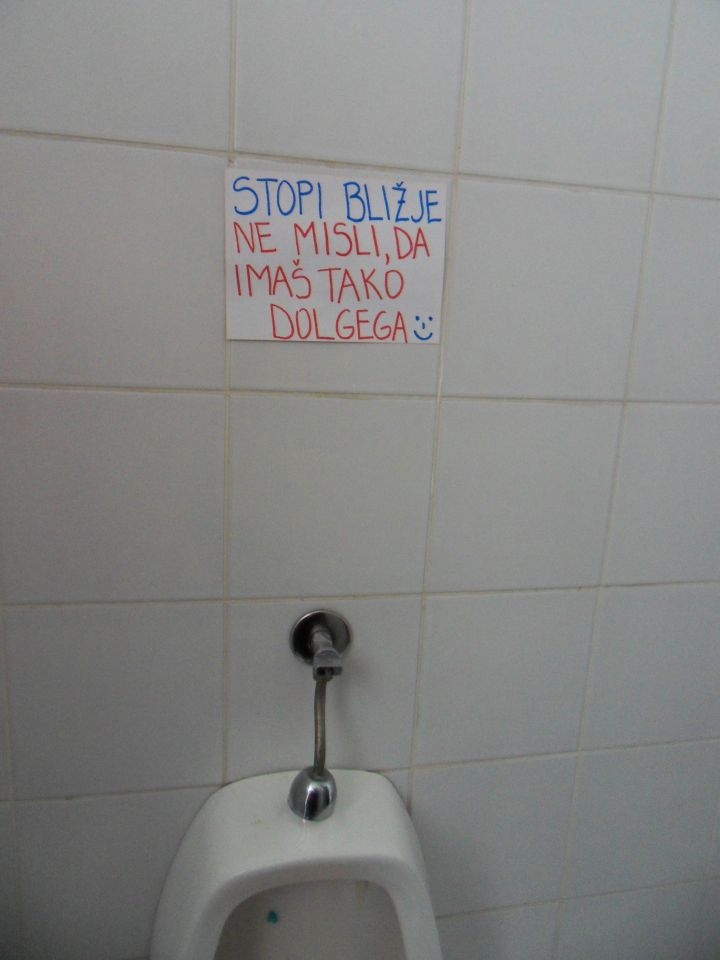 STOPI BLIŽJE
NE MISLI, DA
IMAŠ TAKO
DOLGEGA